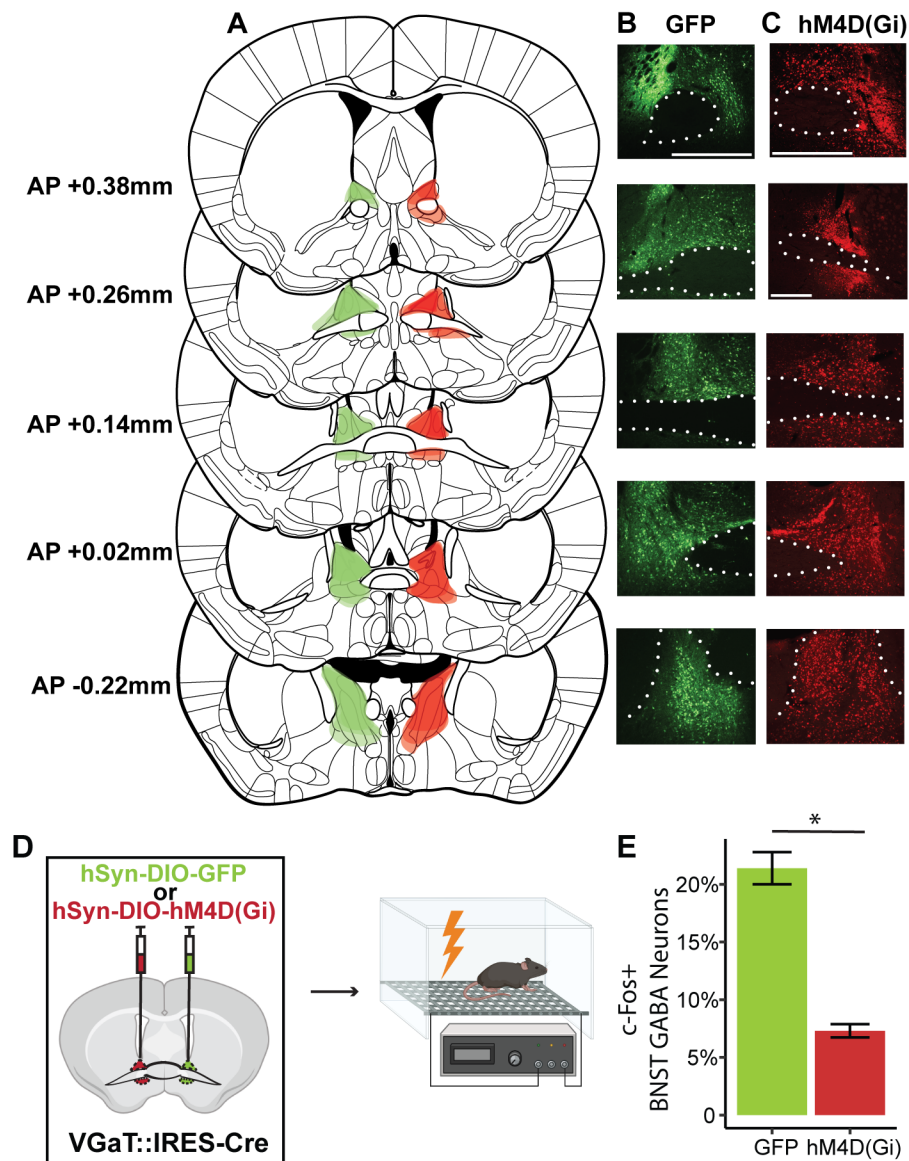 A
B GFP
C hM4D(Gi)
AP +0.38mm
AP +0.26mm
AP +0.14mm
AP +0.02mm
AP -0.22mm
D
hSyn-DIO-GFP
or
hSyn-DIO-hM4D(Gi)
VGaT::IRES-Cre
E
*
c-Fos+
BNST GABA Neurons
20%
15%
10%
5%
0
GFP hM4D(Gi)